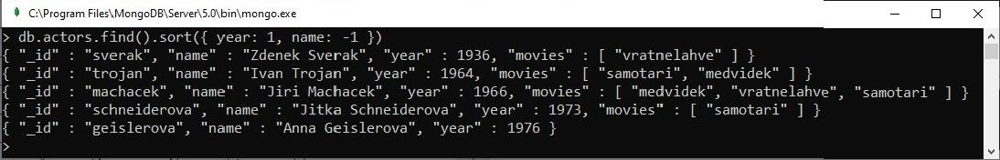 C:\Program Files\MongoDB\Server\5.0\bin\mongo.exe
> db.actors.find().sort({ year: 1, name: -1 })
{ "_id" : "sverak", "name" : "Zdenek Sverak", "year" : 1936, "movies" : [ "vratnelahve" ] }
{ "_id" : "trojan", "name" : "Ivan Trojan", "year" : 1964, "movies" : [ "samotari", "medvidek" ] }
{ "_id" : "machacek", "name" : "Jiri Machacek", "year" : 1966, "movies" : [ "medvidek", "vratnelahve", "samotari" ] }
{ "_id" : "schneiderova", "name" : "Jitka Schneiderova", "year" : 1973, "movies" : [ "samotari" ] }
{ "_id" : "geislerova", "name" : "Anna Geislerova", "year" : 1976 }
>